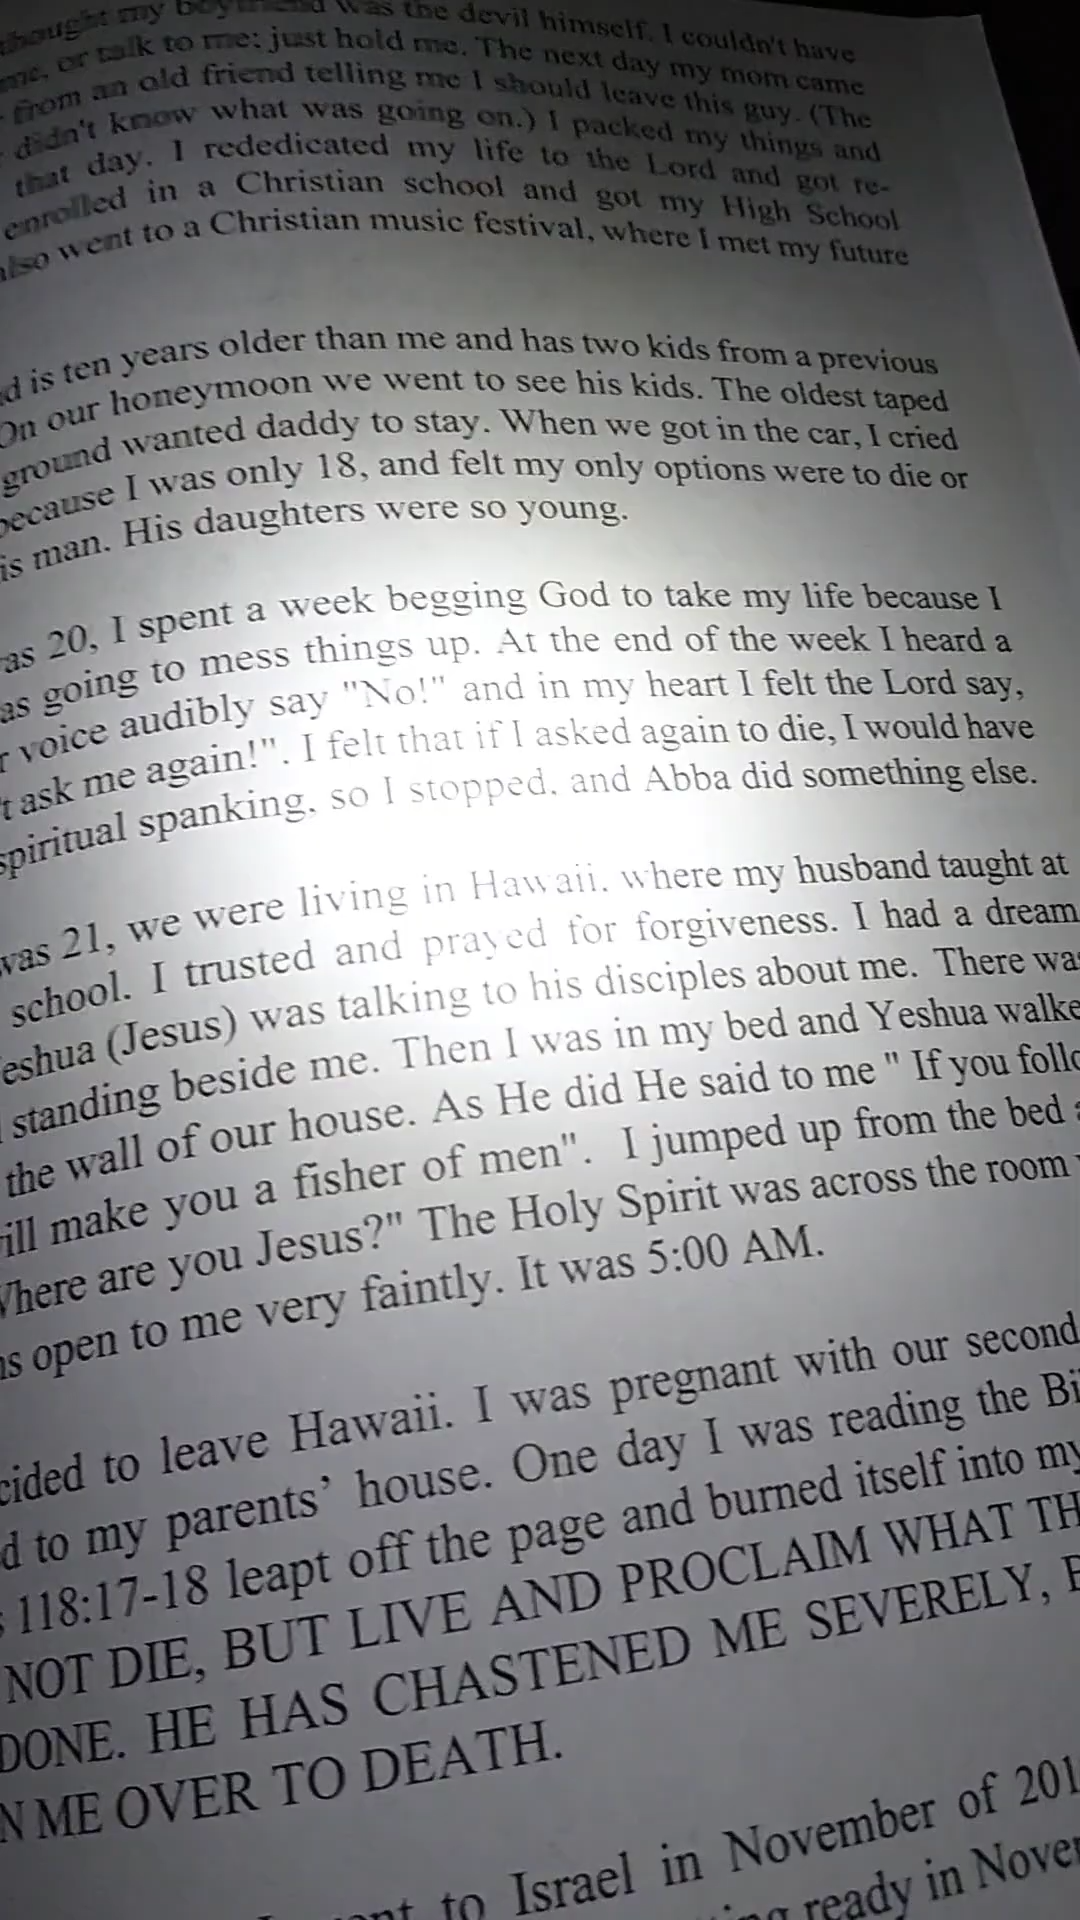 thought my boyfriend was the devil himself. I couldn't have
me, or talk to me; just hold me. The next day my mom came
from an old friend telling me I should leave this guy. (The
didn't know what was going on.) I packed my things and
that day. I rededicated my life to the Lord and got re-
enrolled in a Christian school and got my High School
also went to a Christian music festival, where I met my future
d is ten years older than me and has two kids from a previous
On our honeymoon we went to see his kids. The oldest taped
ground wanted daddy to stay. When we got in the car, I cried
because I was only 18, and felt my only options were to die or
is man. His daughters were so young.
as 20, I spent a week begging God to take my life because I
as going to mess things up. At the end of the week I heard a
r voice audibly say "No!" and in my heart I felt the Lord say,
t ask me again!". I felt that if I asked again to die, I would have
spiritual spanking, so I stopped, and Abba did something else.
was 21, we were living in Hawaii, where my husband taught at
school. I trusted and prayed for forgiveness. I had a dream
eshua (Jesus) was talking to his disciples about me. There was
standing beside me. Then I was in my bed and Yeshua walke
the wall of our house. As He did He said to me " If you follo
ill make you a fisher of men". I jumped up from the bed a
Where are you Jesus?" The Holy Spirit was across the room
s open to me very faintly. It was 5:00 AM.
cided to leave Hawaii. I was pregnant with our second
d to my parents' house. One day I was reading the Bi
118:17-18 leapt off the page and burned itself into my
NOT DIE, BUT LIVE AND PROCLAIM WHAT TH
DONE. HE HAS CHASTENED ME SEVERELY, B
N ME OVER TO DEATH.
to Israel in November of 201
ready in Nove